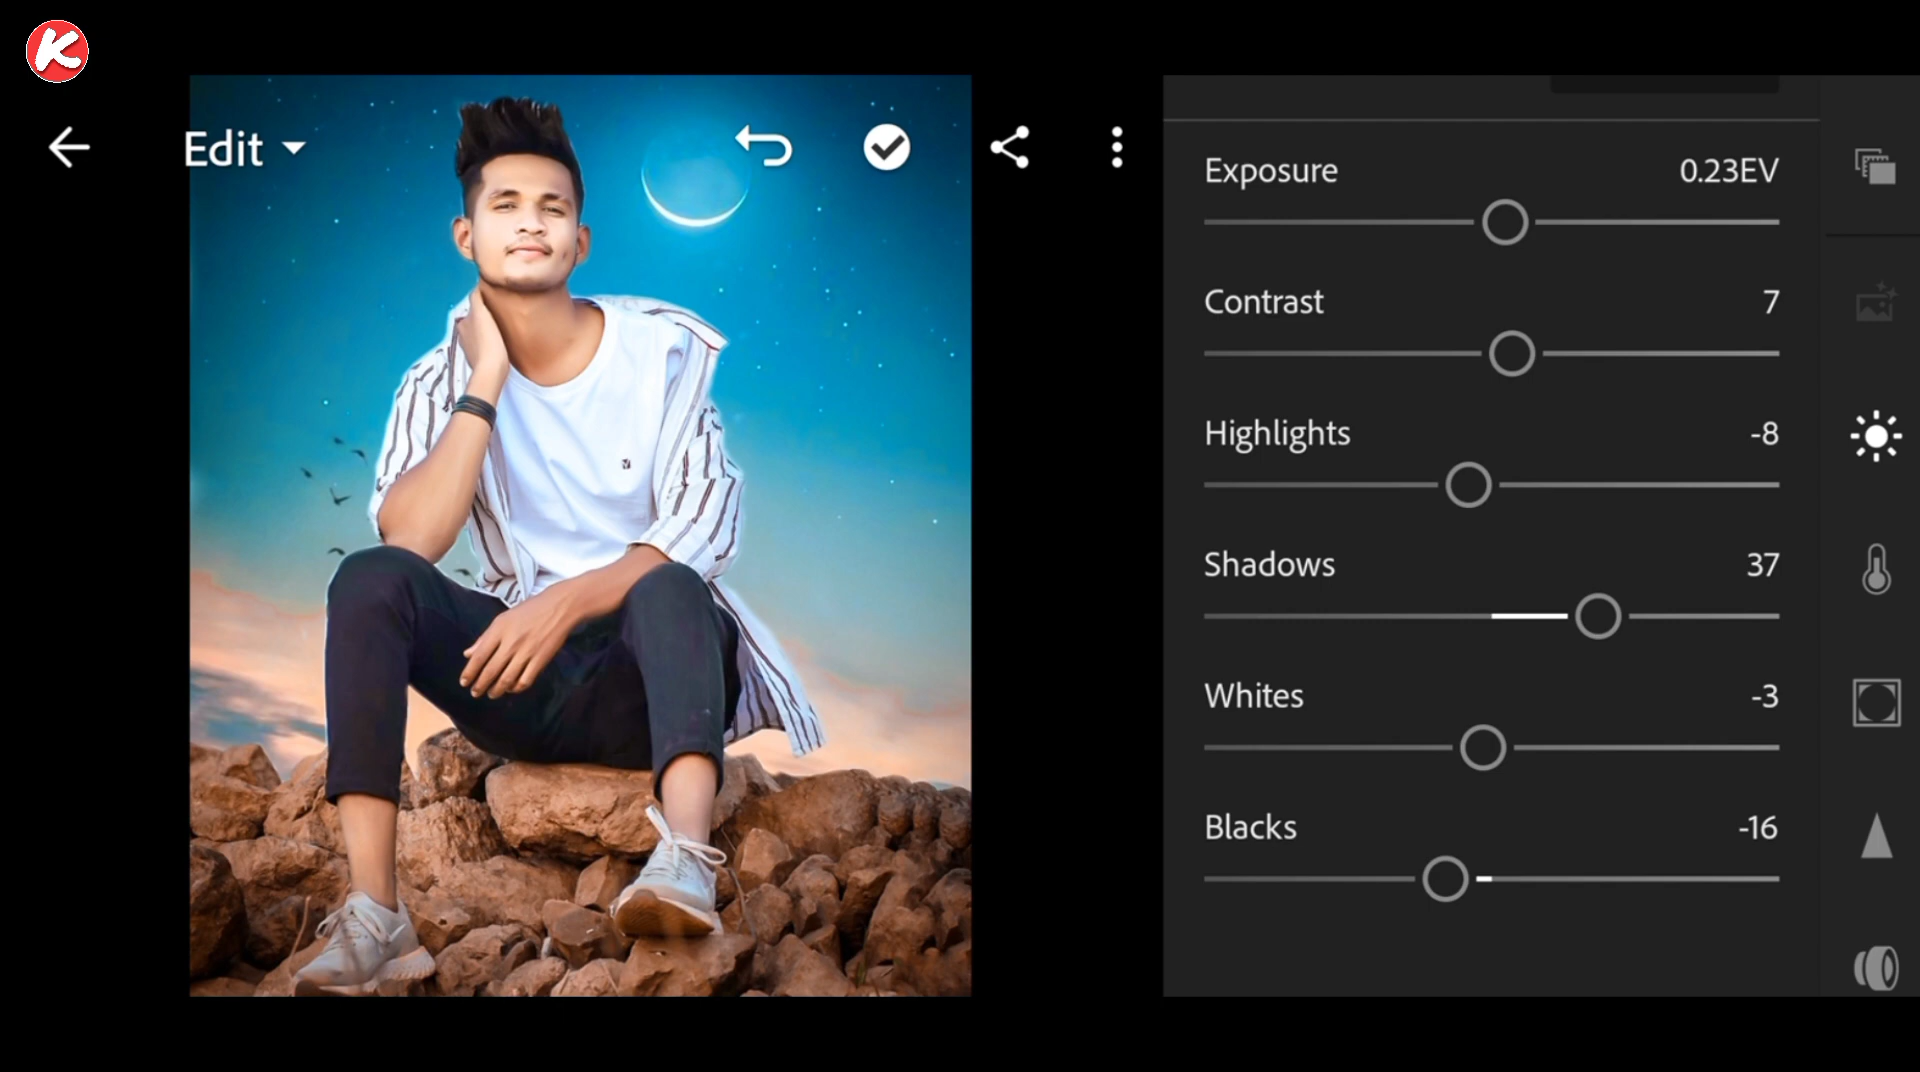 K
Edit
Exposure 0.23EV
Contrast 7
Highlights -8
Shadows 37
Whites -3
Blacks -16